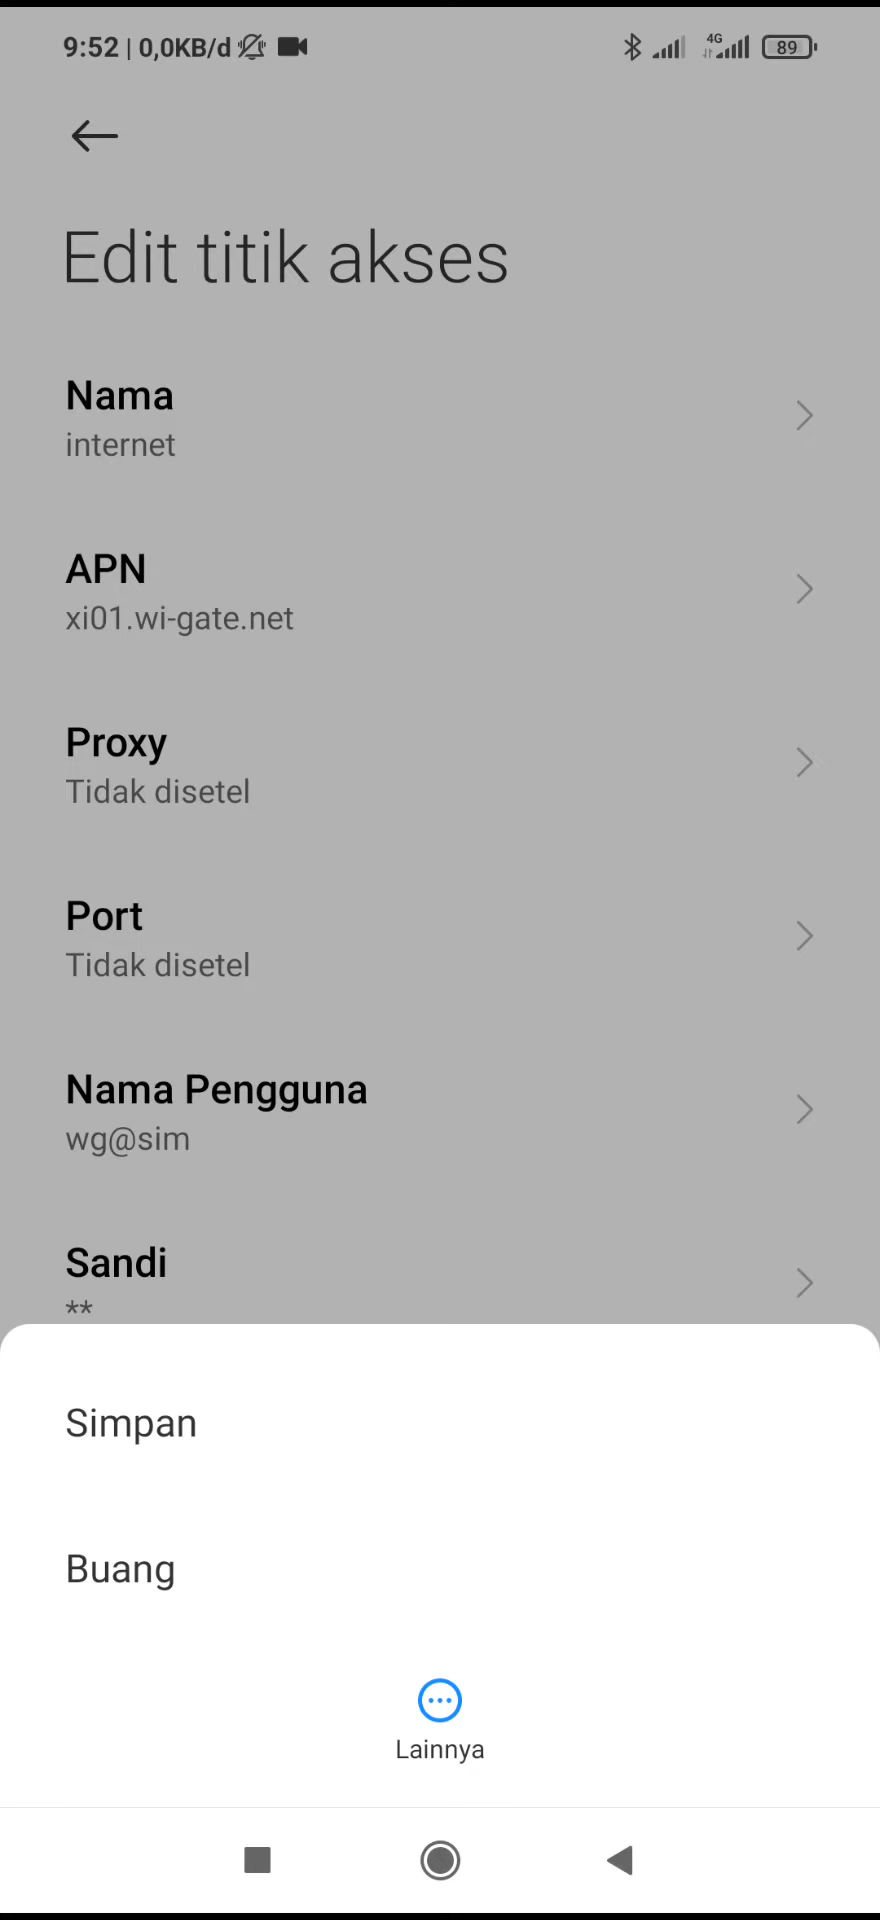 9:52 | 0,0KB/d
4G
89
Edit titik akses
Nama
internet
APN
xi01.wi-gate.net
Proxy
Tidak disetel
Port
Tidak disetel
Nama Pengguna
wg@sim
Sandi
**
Simpan
Buang
Lainnya